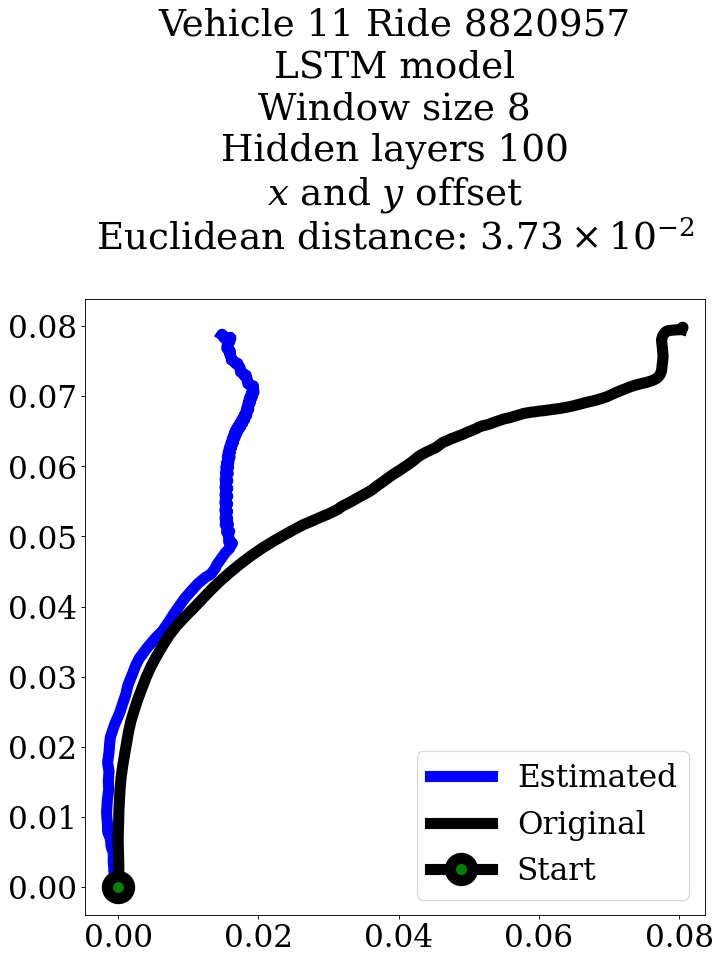 Vehicle 11 Ride 8820957
LSTM model
Window size 8
Hidden layers 100
x and y offset
Euclidean distance: 3.73 × 10⁻²
0.08
0.07
0.06
0.05
0.04
0.03
0.02
0.01
0.00
Estimated
Original
Start
0.00 0.02 0.04 0.06 0.08